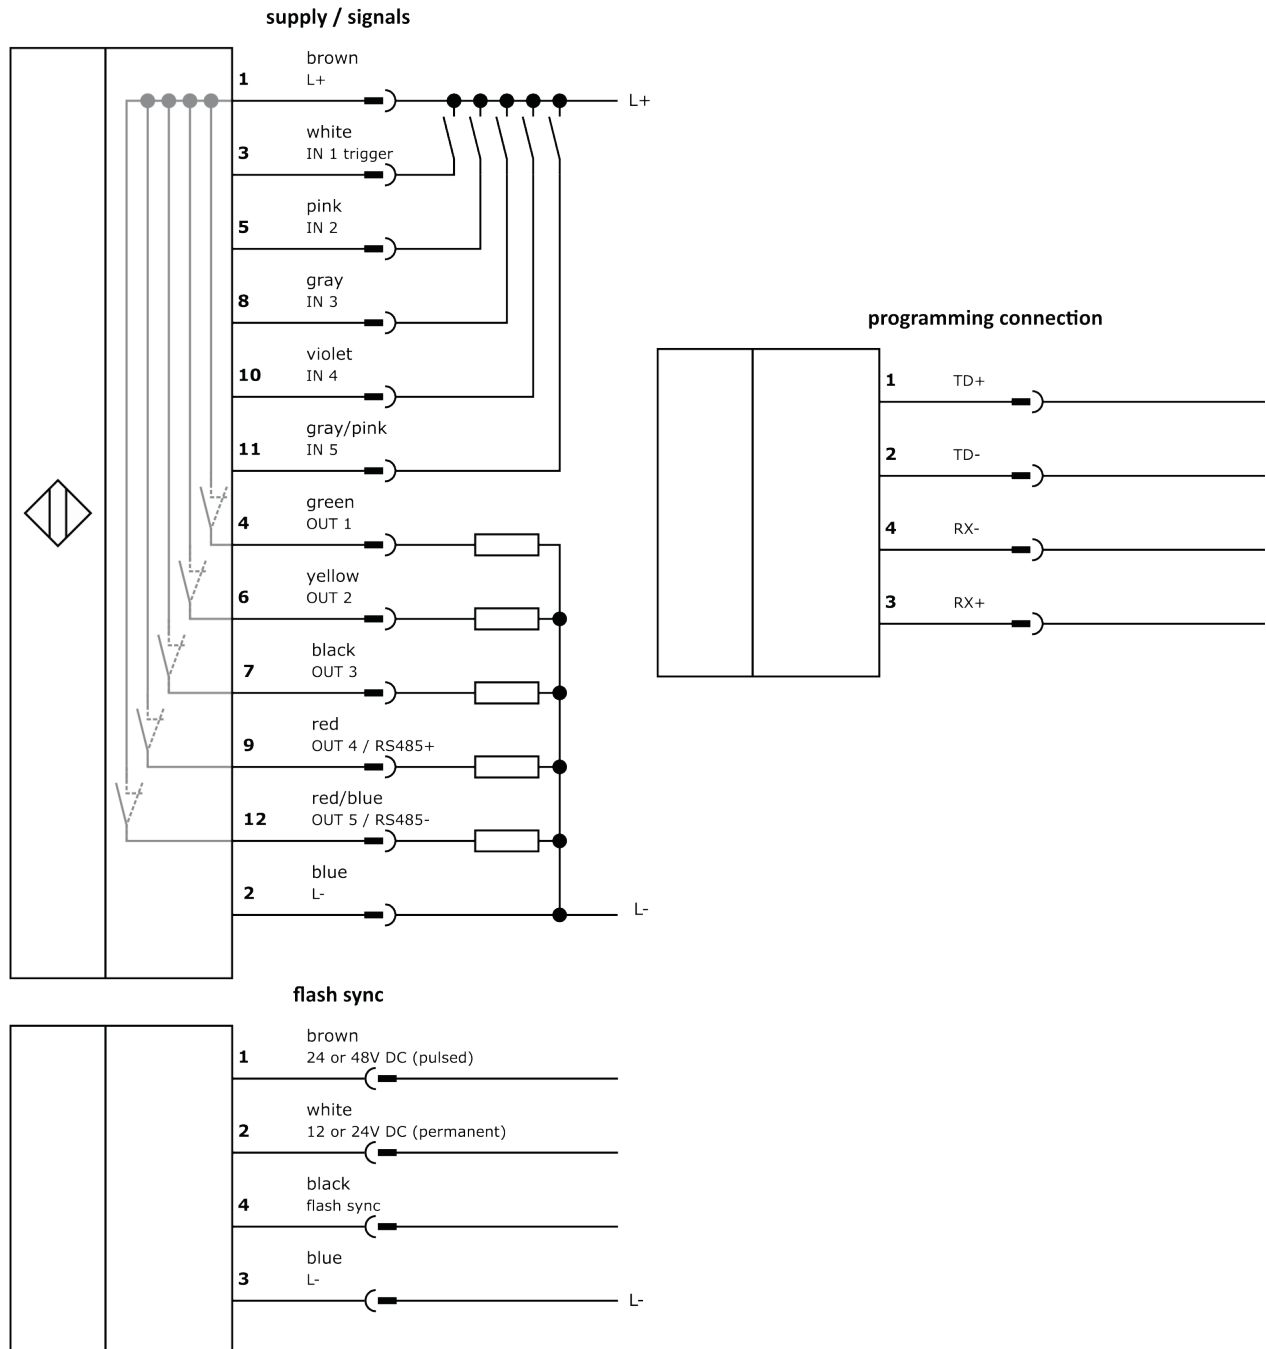 supply / signals
brown
1 L+
L+
white
3 IN 1 trigger
pink
5 IN 2
gray
8 IN 3
violet
10 IN 4
gray/pink
11 IN 5
green
4 OUT 1
yellow
6 OUT 2
black
7 OUT 3
red
9 OUT 4 / RS485+
red/blue
12 OUT 5 / RS485-
blue
2 L-
L-
programming connection
1 TD+
2 TD-
4 RX-
3 RX+
flash sync
brown
1 24 or 48V DC (pulsed)
white
2 12 or 24V DC (permanent)
black
4 flash sync
blue
3 L-
L-